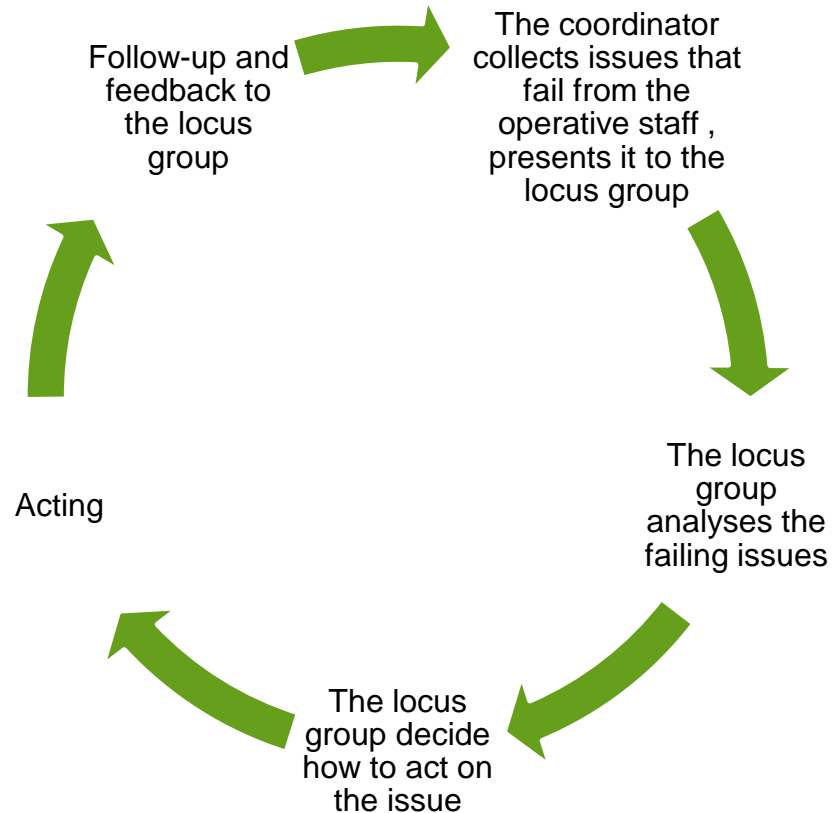 The coordinator
collects issues that
fail from the
operative staff ,
presents it to the
locus group
The locus
group
analyses the
failing issues
The locus
group decide
how to act on
the issue
Acting
Follow-up and
feedback to
the locus
group